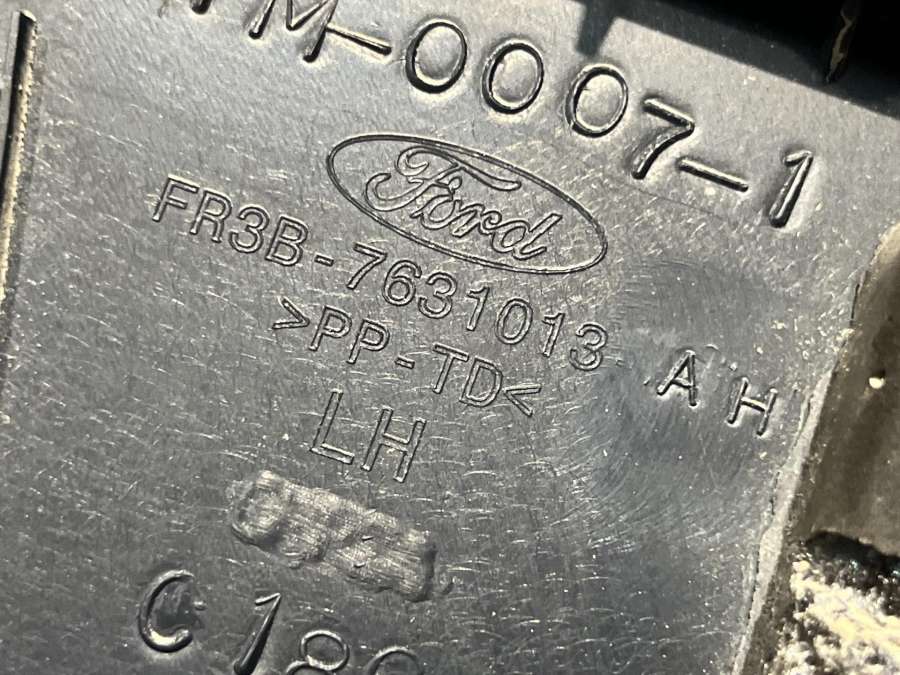 M-0007-1
Ford
FR3B-7631013 AH
>PP-TD<
LH